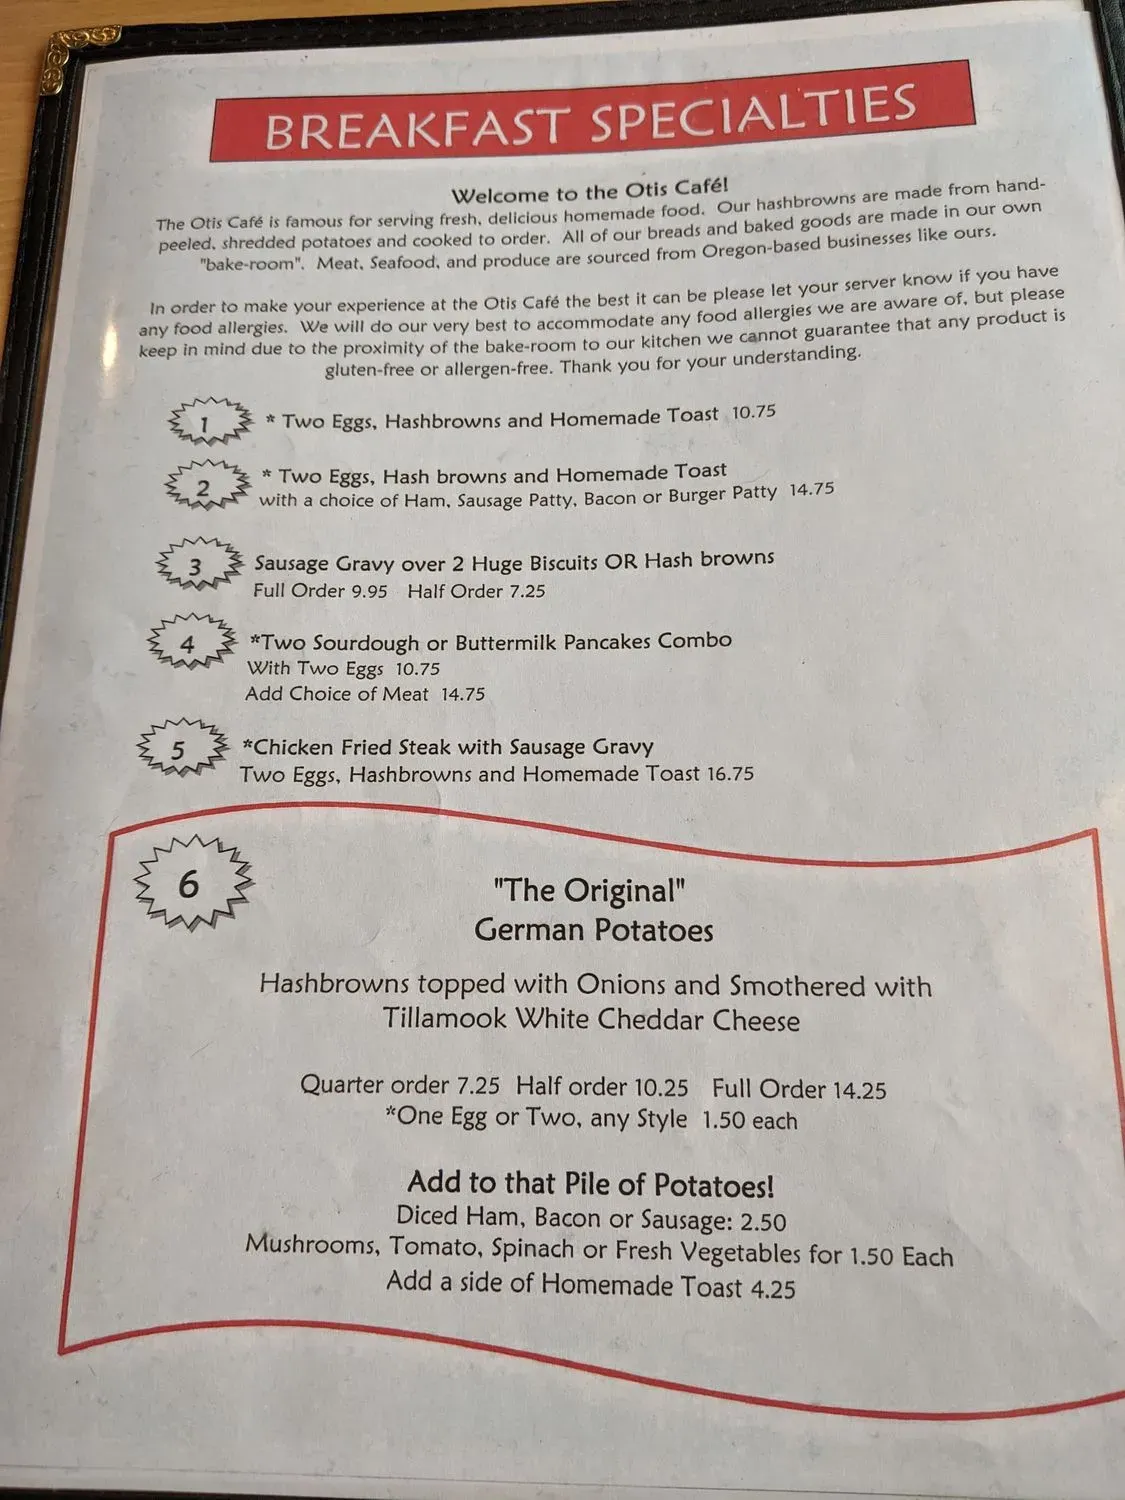 BREAKFAST SPECIALTIES
Welcome to the Otis Café!
The Otis Café is famous for serving fresh, delicious homemade food. Our hashbrowns are made from hand-
peeled, shredded potatoes and cooked to order. All of our breads and baked goods are made in our own
"bake-room". Meat, Seafood, and produce are sourced from Oregon-based businesses like ours.
In order to make your experience at the Otis Café the best it can be please let your server know if you have
any food allergies. We will do our very best to accommodate any food allergies we are aware of, but please
keep in mind due to the proximity of the bake-room to our kitchen we cannot guarantee that any product is
gluten-free or allergen-free. Thank you for your understanding.
1 * Two Eggs, Hashbrowns and Homemade Toast 10.75
2 * Two Eggs, Hash browns and Homemade Toast
with a choice of Ham, Sausage Patty, Bacon or Burger Patty 14.75
3 Sausage Gravy over 2 Huge Biscuits OR Hash browns
Full Order 9.95 Half Order 7.25
4 *Two Sourdough or Buttermilk Pancakes Combo
With Two Eggs 10.75
Add Choice of Meat 14.75
5 *Chicken Fried Steak with Sausage Gravy
Two Eggs, Hashbrowns and Homemade Toast 16.75
6
"The Original"
German Potatoes
Hashbrowns topped with Onions and Smothered with
Tillamook White Cheddar Cheese
Quarter order 7.25 Half order 10.25 Full Order 14.25
*One Egg or Two, any Style 1.50 each
Add to that Pile of Potatoes!
Diced Ham, Bacon or Sausage: 2.50
Mushrooms, Tomato, Spinach or Fresh Vegetables for 1.50 Each
Add a side of Homemade Toast 4.25